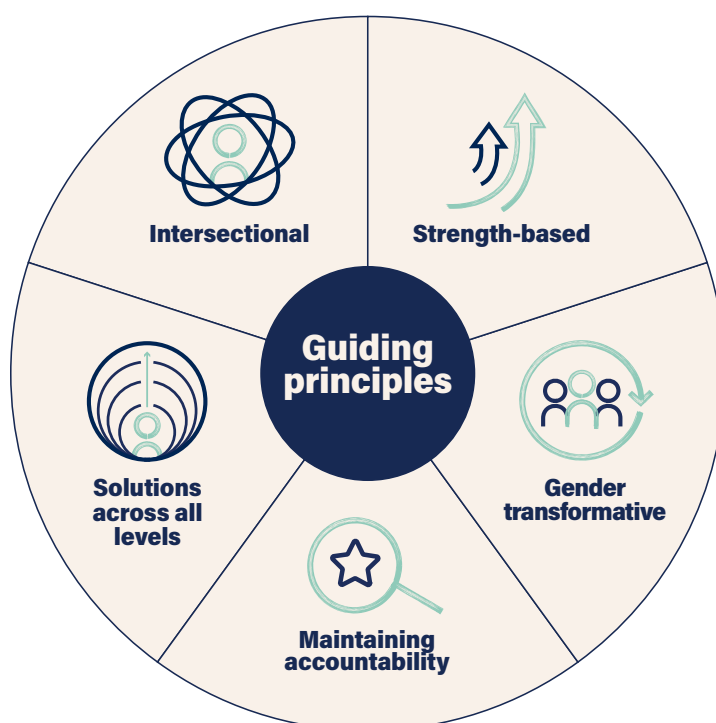 Intersectional
Strength-based
Guiding
principles
Solutions
across all
levels
Gender
transformative
Maintaining
accountability